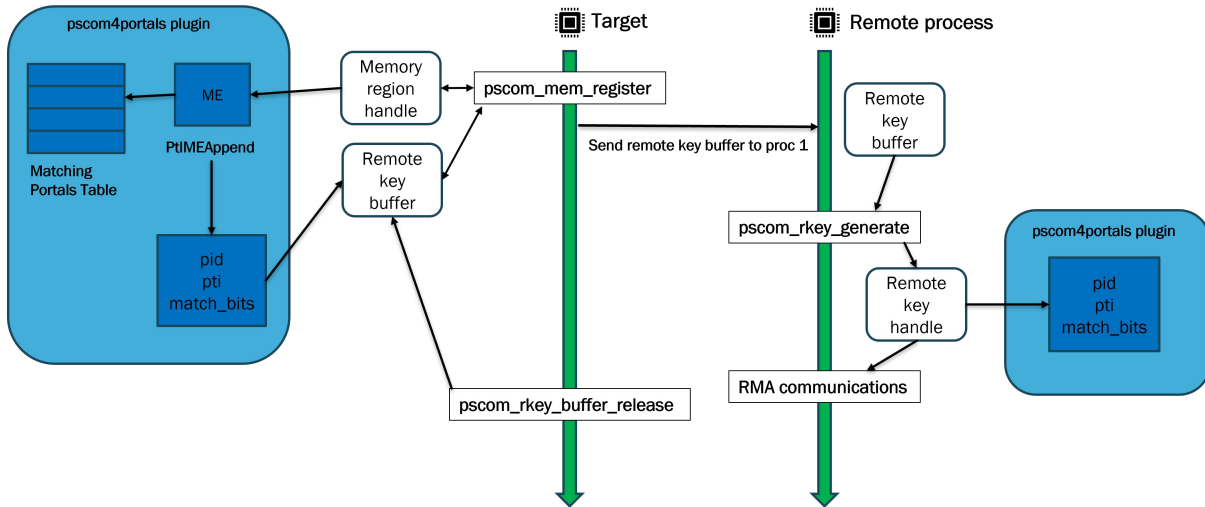 pscom4portals plugin
ME
PtlMEAppend
Matching
Portals Table
pid
pti
match_bits
Memory
region
handle
Remote
key
buffer
Target
pscom_mem_register
Send remote key buffer to proc 1
pscom_rkey_buffer_release
Remote process
Remote
key
buffer
pscom_rkey_generate
Remote
key
handle
RMA communications
pscom4portals plugin
pid
pti
match_bits